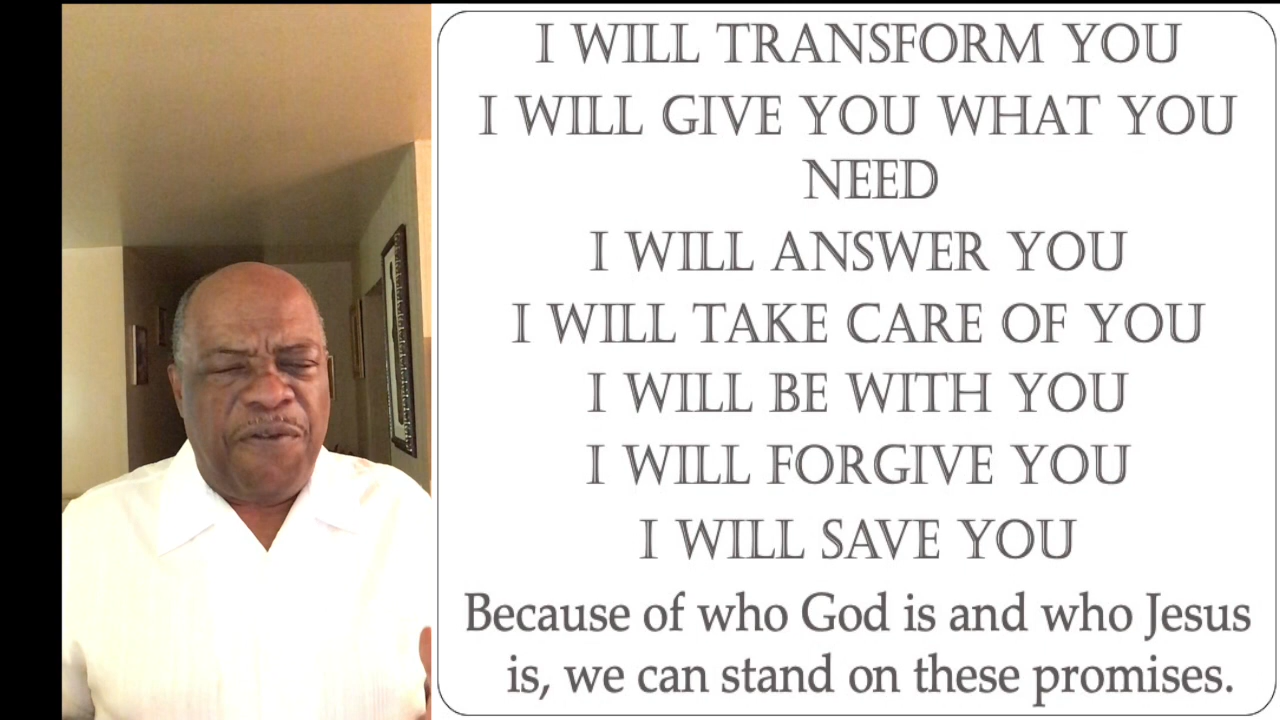 I WILL TRANSFORM YOU
I WILL GIVE YOU WHAT YOU
NEED
I WILL ANSWER YOU
I WILL TAKE CARE OF YOU
I WILL BE WITH YOU
I WILL FORGIVE YOU
I WILL SAVE YOU
Because of who God is and who Jesus
is, we can stand on these promises.